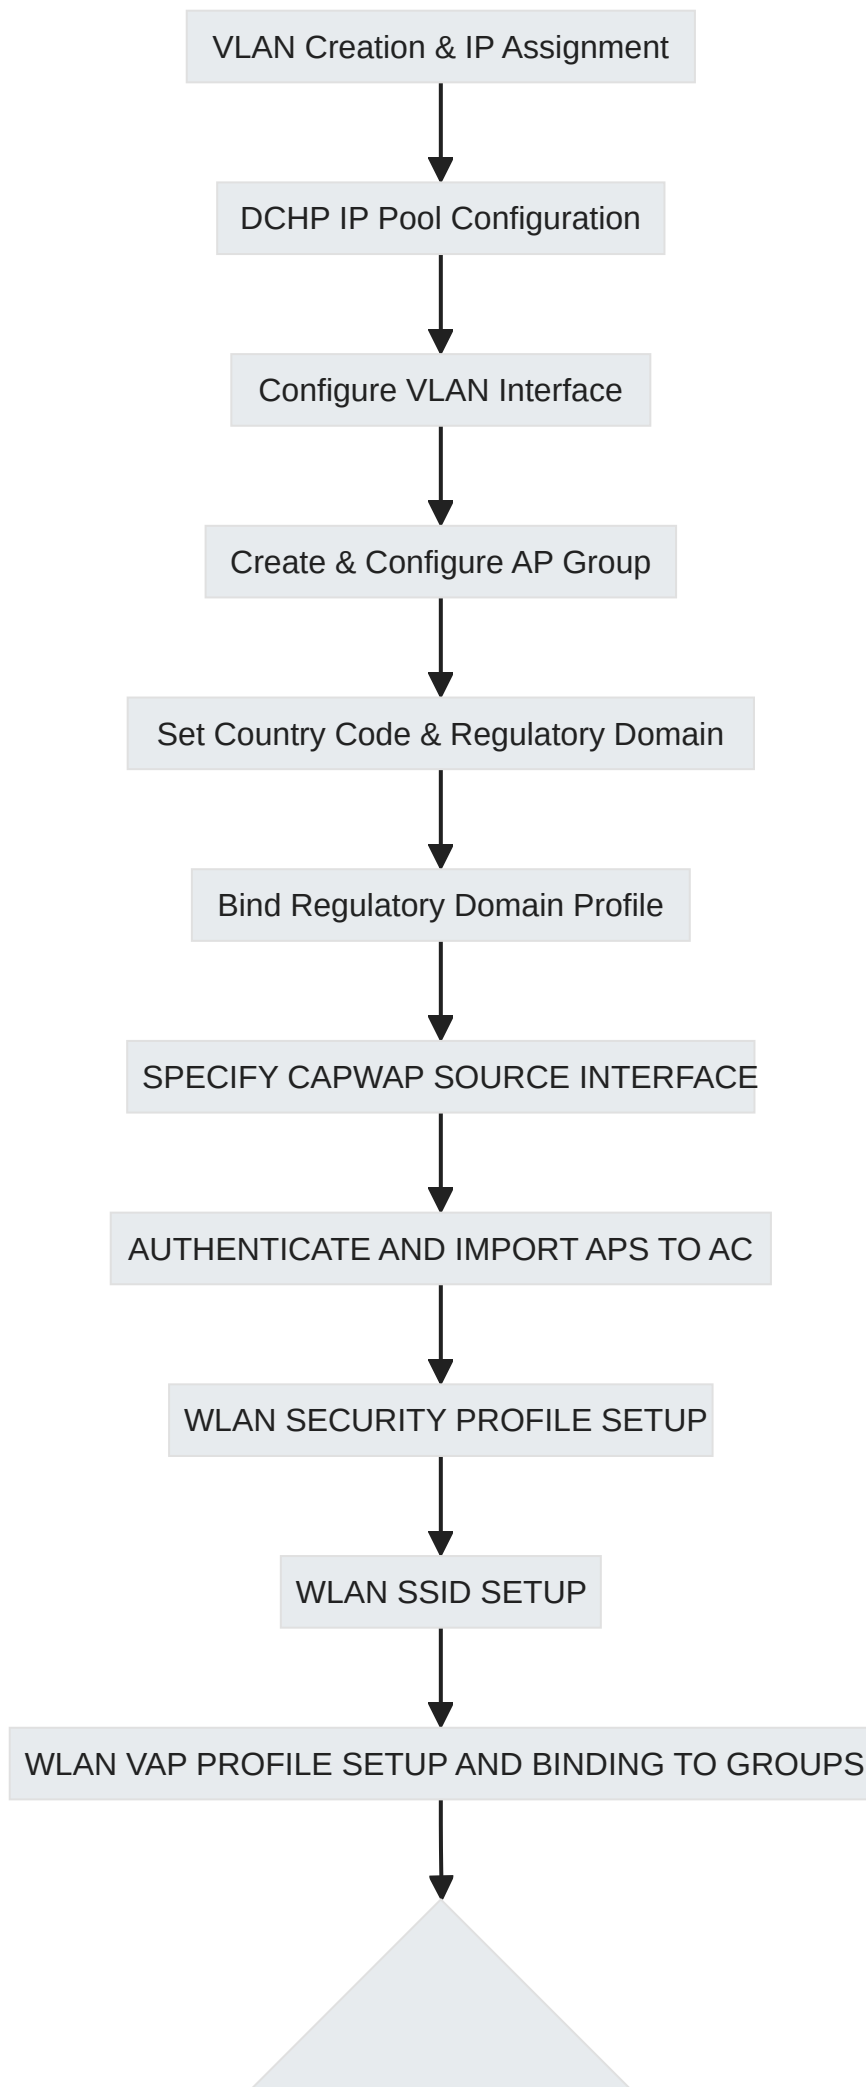 VLAN Creation & IP Assignment
DCHP IP Pool Configuration
Configure VLAN Interface
Create & Configure AP Group
Set Country Code & Regulatory Domain
Bind Regulatory Domain Profile
SPECIFY CAPWAP SOURCE INTERFACE
AUTHENTICATE AND IMPORT APS TO AC
WLAN SECURITY PROFILE SETUP
WLAN SSID SETUP
WLAN VAP PROFILE SETUP AND BINDING TO GROUPS